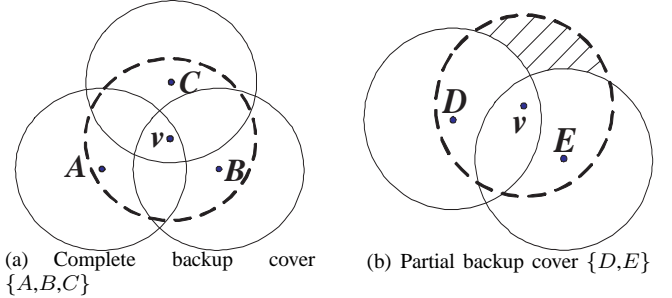 C
v
A
B
D
v
E
(a) Complete backup cover
{A,B,C}
(b) Partial backup cover {D,E}